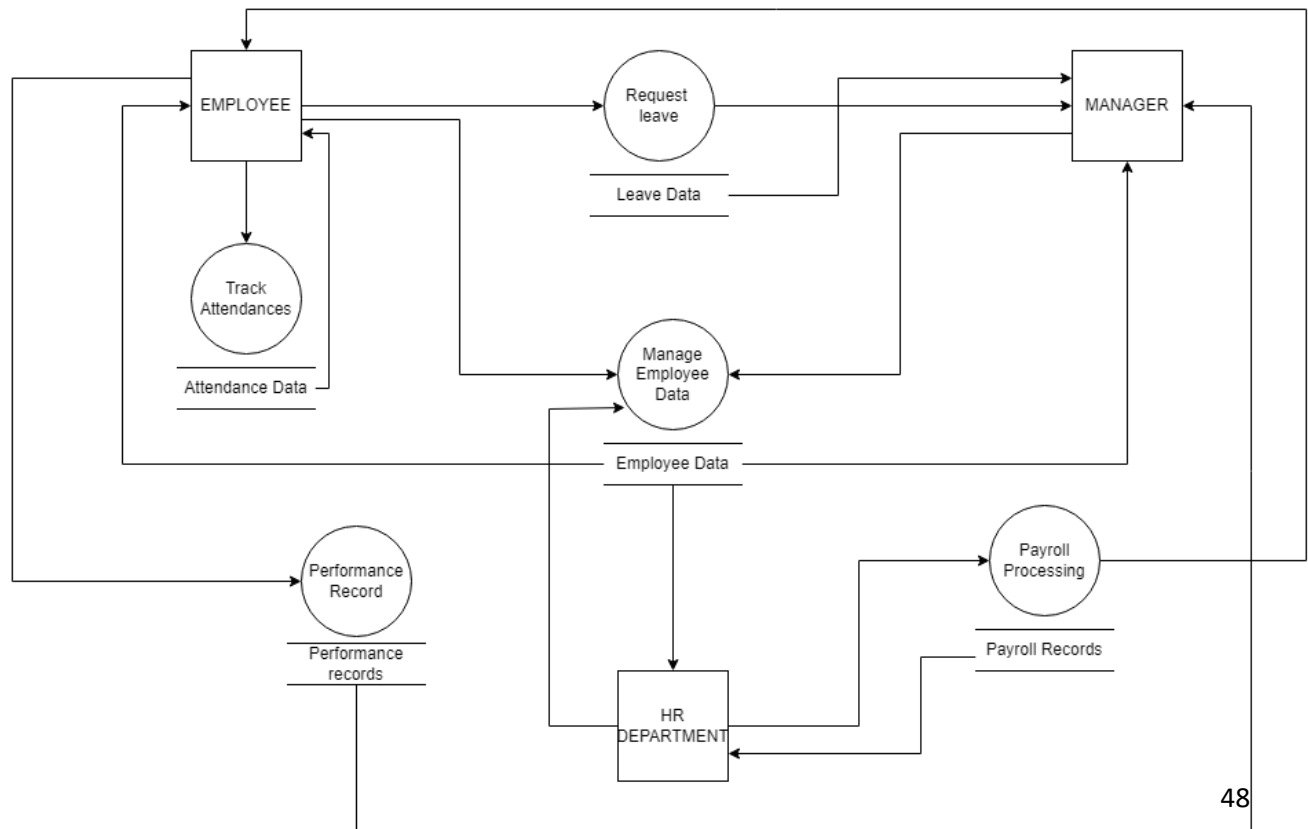 EMPLOYEE
Request
leave
MANAGER
Leave Data
Track
Attendances
Attendance Data
Manage
Employee
Data
Employee Data
Performance
Record
Performance
records
Payroll
Processing
Payroll Records
HR
DEPARTMENT
48